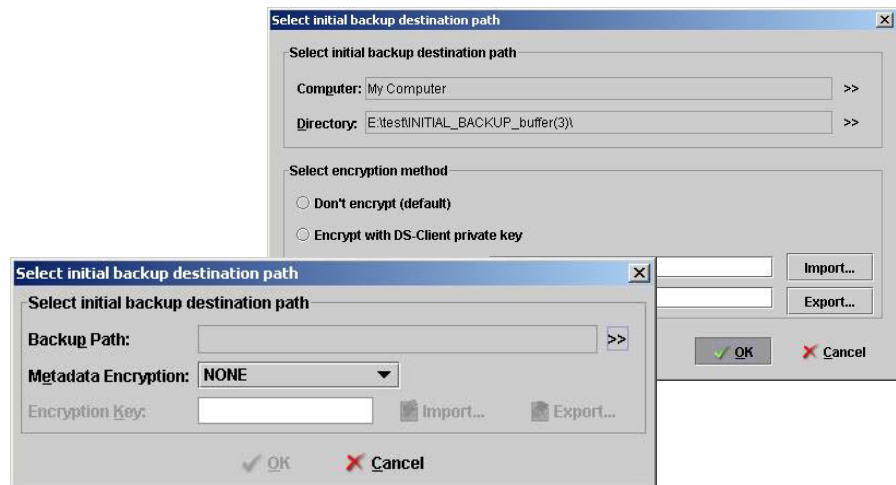 Select initial backup destination path
Select initial backup destination path
Computer: My Computer >>
Directory: E:\test\INITIAL_BACKUP_buffer(3)\ >>
Select encryption method
Don't encrypt (default)
Encrypt with DS-Client private key
Import...
Export...
OK Cancel
Select initial backup destination path
Select initial backup destination path
Backup Path: >>
Metadata Encryption: NONE
Encryption Key: Import... Export...
OK Cancel